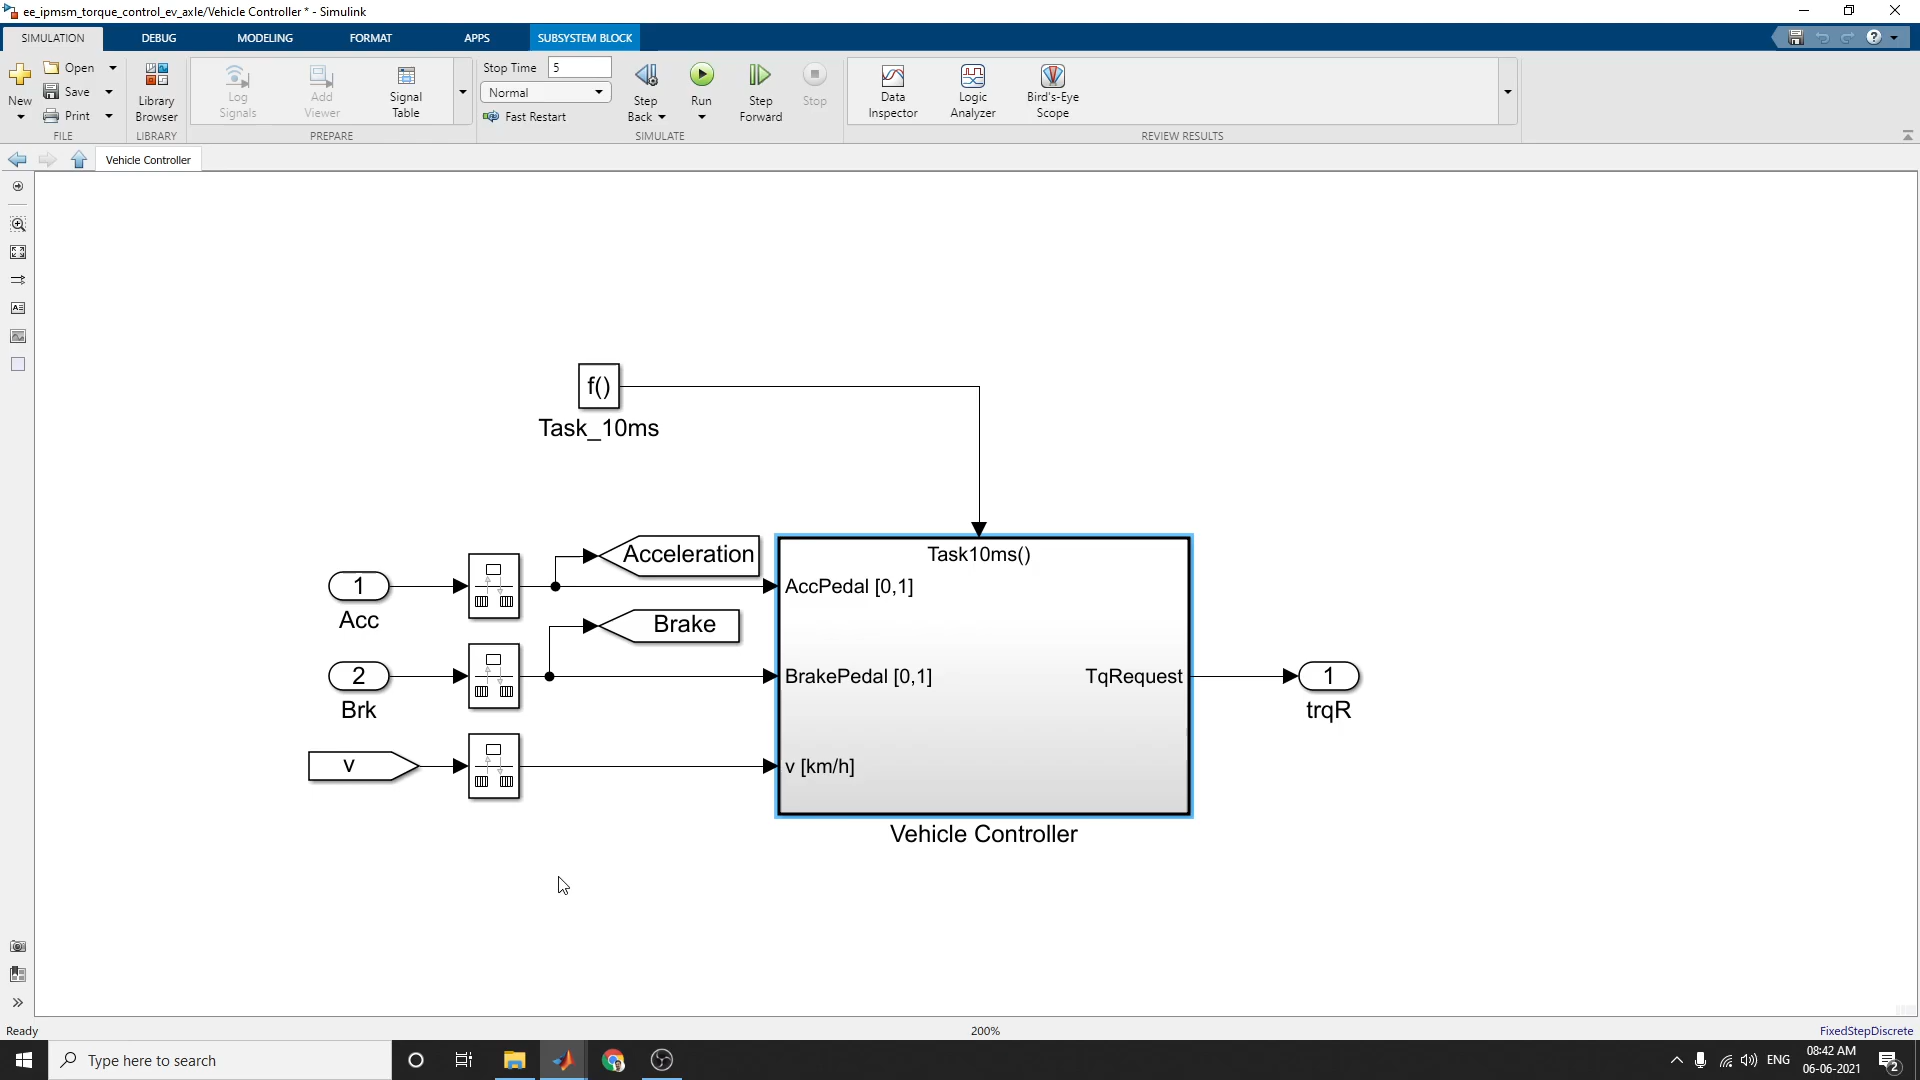 ee_ipmsm_torque_control_ev_axle/Vehicle Controller * - Simulink
SIMULATION DEBUG MODELING FORMAT APPS SUBSYSTEM BLOCK
New
Open
Save
Print
FILE
Library
Browser
LIBRARY
Log
Signals
Add
Viewer
Signal
Table
PREPARE
Stop Time 5
Normal
Fast Restart
Step
Back
Run
Step
Forward
Stop
SIMULATE
Data
Inspector
Logic
Analyzer
Bird's-Eye
Scope
REVIEW RESULTS
Vehicle Controller
f()
Task_10ms
Task10ms()
Acceleration
1
Acc
AccPedal [0,1]
Brake
2
Brk
BrakePedal [0,1]
TqRequest
1
trqR
v
v [km/h]
Vehicle Controller
Ready
200%
FixedStepDiscrete
Type here to search
ENG
08:42 AM
06-06-2021
2